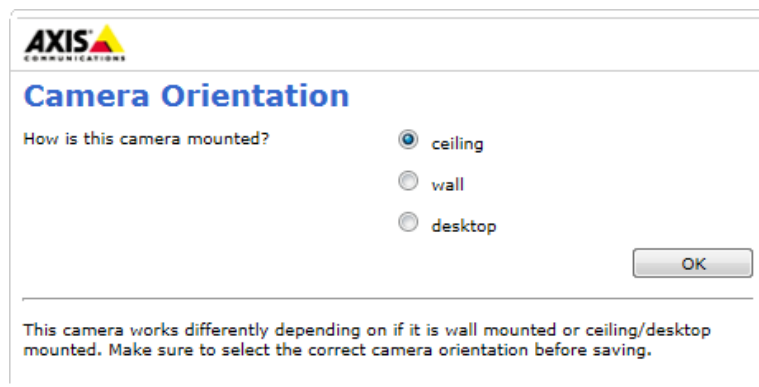 AXIS
COMMUNICATIONS
Camera Orientation
How is this camera mounted?
ceiling
wall
desktop
OK
This camera works differently depending on if it is wall mounted or ceiling/desktop
mounted. Make sure to select the correct camera orientation before saving.